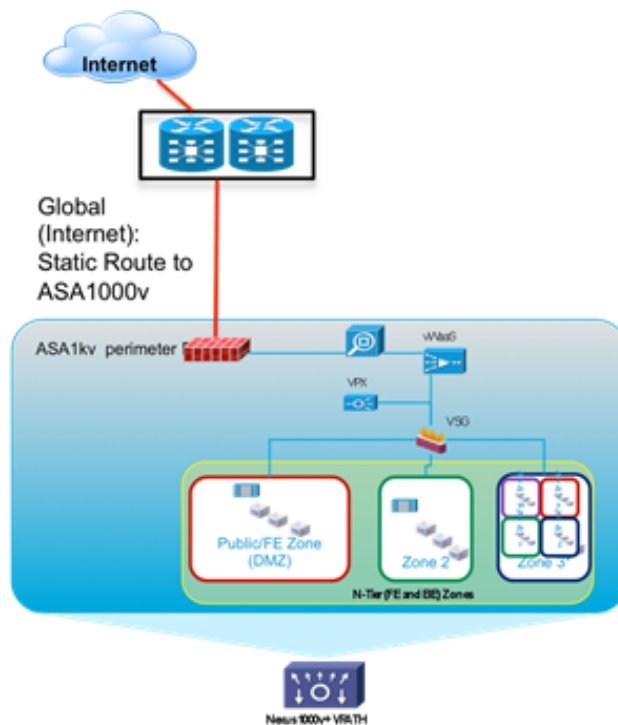 Internet
Global
(Internet):
Static Route to
ASA1000v
ASA1kv perimeter
vWaaS
VPX
VSG
Public/FE Zone
(DMZ)
Zone 2
Zone 3
N-Tier (FE and BE) Zones
Nexus 1000v+ VPATH